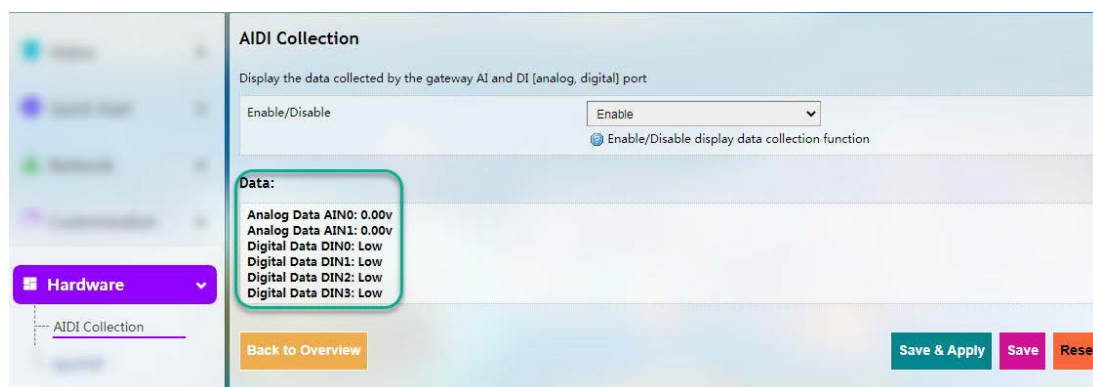 AIDI Collection
Display the data collected by the gateway AI and DI [analog, digital] port
Enable/Disable
Enable
Enable/Disable display data collection function
Data:
Analog Data AIN0: 0.00v
Analog Data AIN1: 0.00v
Digital Data DIN0: Low
Digital Data DIN1: Low
Digital Data DIN2: Low
Digital Data DIN3: Low
Hardware
AIDI Collection
Back to Overview
Save & Apply
Save
Rese